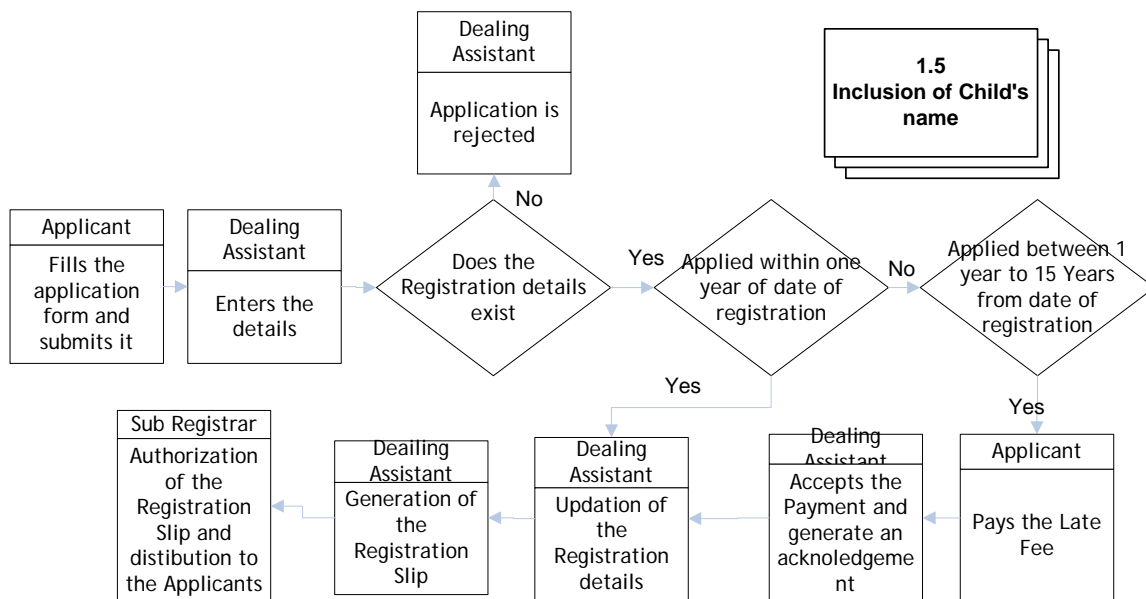 Dealing
Assistant
Application is
rejected
1.5
Inclusion of Child's
name
No
Applicant
Fills the
application
form and
submits it
Dealing
Assistant
Enters the
details
Does the
Registration details
exist
Yes
Applied within one
year of date of
registration
No
Applied between 1
year to 15 Years
from date of
registration
Yes
Yes
Sub Registrar
Authorization
of the
Registration
Slip and
distibution to
the Applicants
Deailing
Assistant
Generation of
the
Registration
Slip
Dealing
Assistant
Updation of
the
Registration
details
Dealing
Assistant
Accepts the
Payment and
generate an
acknoledgeme
nt
Applicant
Pays the Late
Fee